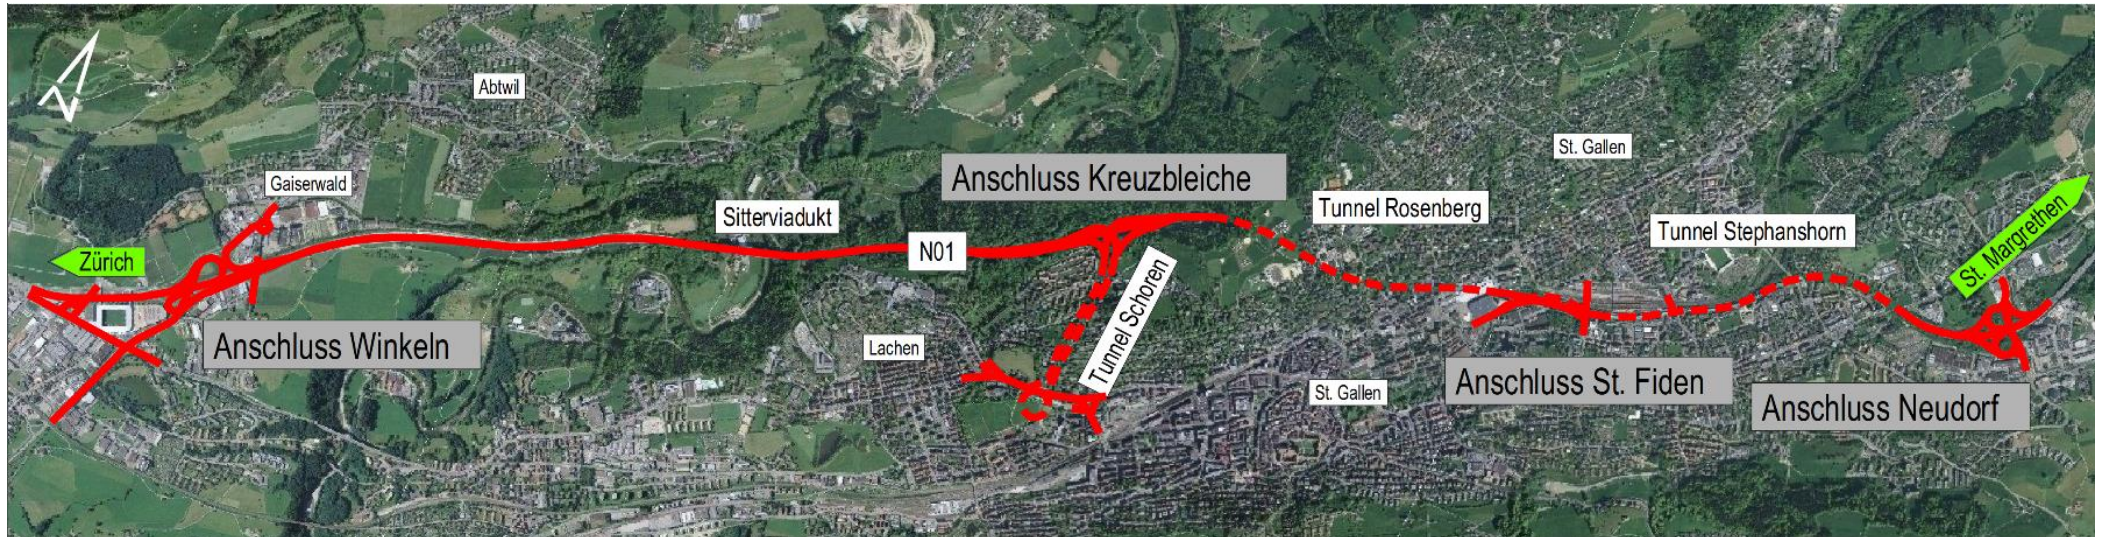 N
Abtwil
St. Gallen
Anschluss Kreuzbleiche
Gaiserwald
Tunnel Rosenberg
Sitterviadukt
Tunnel Stephanshorn
St. Margrethen
Zürich
N01
Tunnel Schoren
Anschluss Winkeln
Lachen
St. Gallen
Anschluss St. Fiden
Anschluss Neudorf